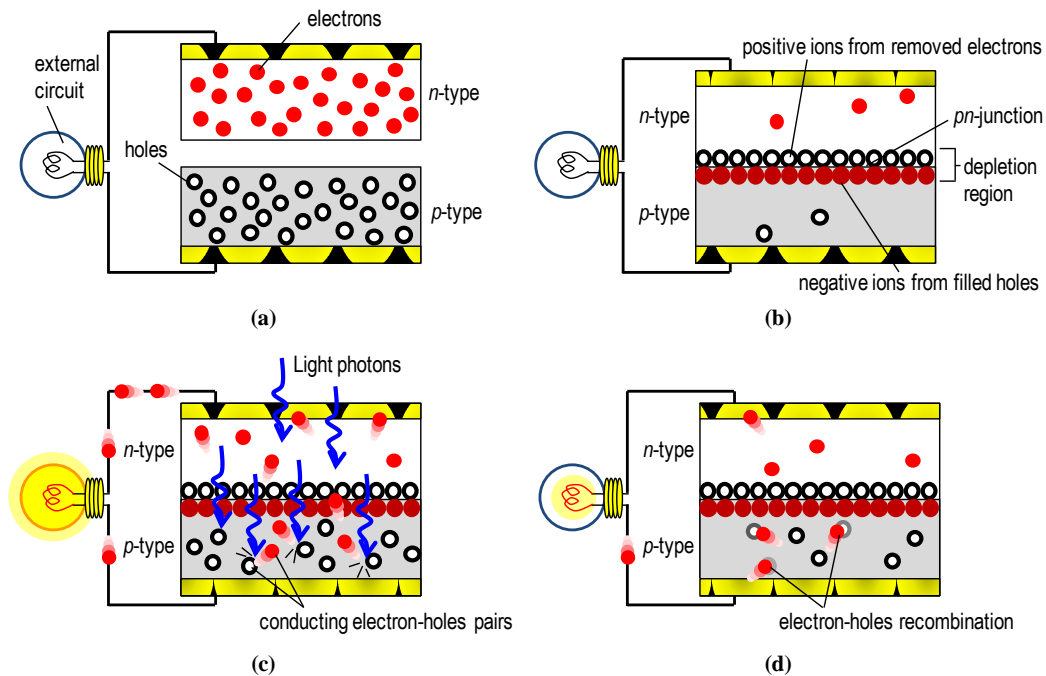 electrons
external
circuit
n-type
holes
p-type
(a)
positive ions from removed electrons
n-type
pn-junction
depletion
region
p-type
negative ions from filled holes
(b)
Light photons
n-type
p-type
conducting electron-holes pairs
(c)
n-type
p-type
electron-holes recombination
(d)